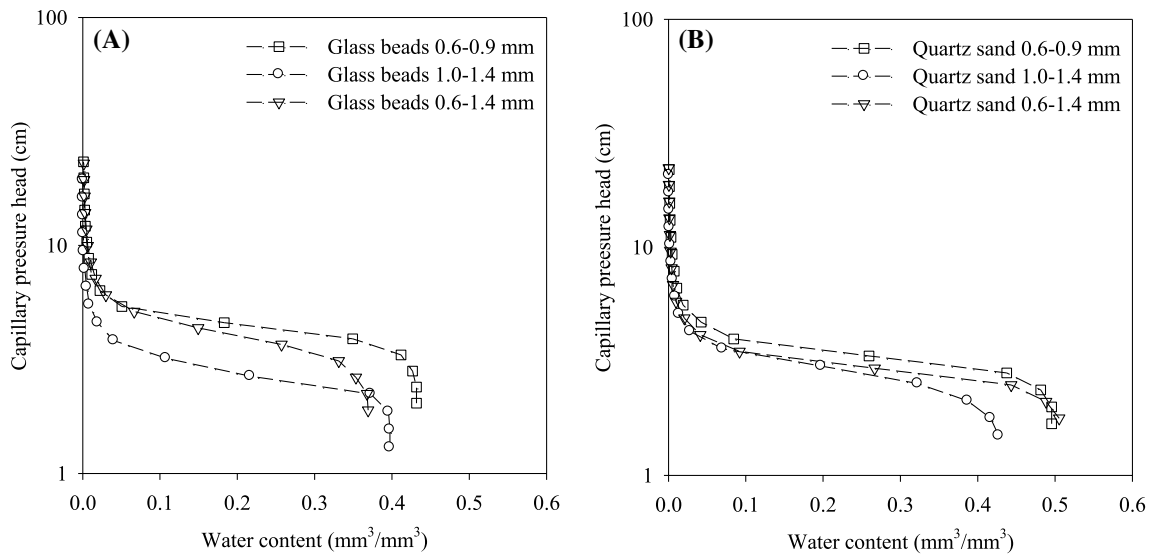 (A)
Glass beads 0.6-0.9 mm
Glass beads 1.0-1.4 mm
Glass beads 0.6-1.4 mm
100
10
1
Capillary preesure head (cm)
0.0 0.1 0.2 0.3 0.4 0.5 0.6
Water content (mm³/mm³)
(B)
Quartz sand 0.6-0.9 mm
Quartz sand 1.0-1.4 mm
Quartz sand 0.6-1.4 mm
100
10
1
Capillary preesure head (cm)
0.0 0.1 0.2 0.3 0.4 0.5 0.6
Water content (mm³/mm³)